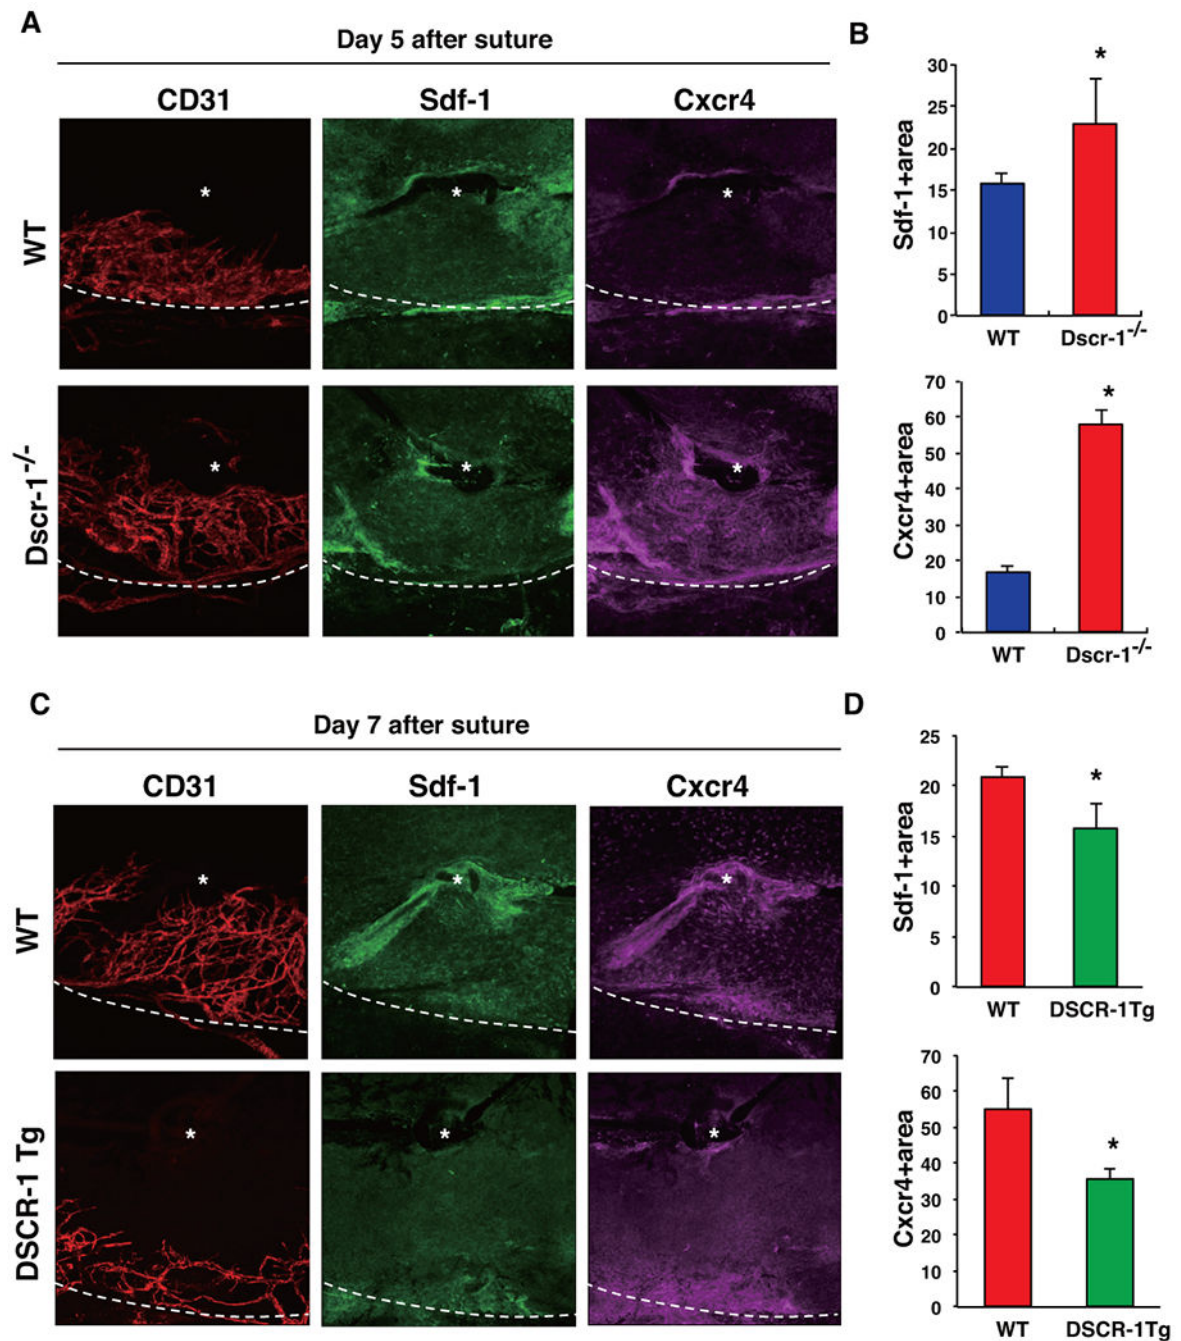 A
Day 5 after suture
CD31 Sdf-1 Cxcr4
WT
* * *
Dscr-1-/-
* * *
B
Sdf-1+area
30
25
20
15
10
5
0
*
WT Dscr-1-/-
Cxcr4+area
70
60
50
40
30
20
10
0
*
WT Dscr-1-/-
C
Day 7 after suture
CD31 Sdf-1 Cxcr4
WT
* * *
DSCR-1 Tg
* * *
D
Sdf-1+area
25
20
15
10
5
0
*
WT DSCR-1Tg
Cxcr4+area
70
60
50
40
30
20
10
0
*
WT DSCR-1Tg